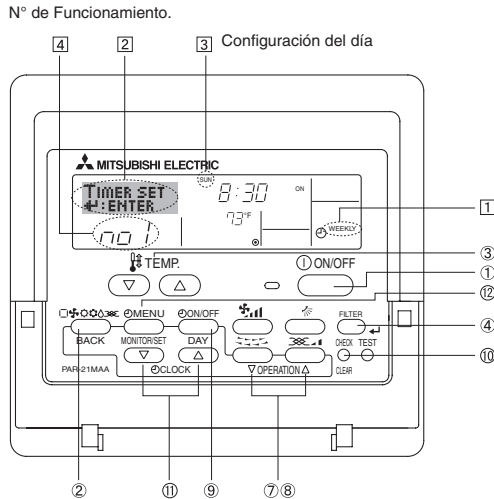 N° de Funcionamiento.
4 2 3 Configuración del día
MITSUBISHI ELECTRIC
SUN
TIMER SET
↵:ENTER
8:30 ON
73°F
WEEKLY
no 1
1
TEMP. ON/OFF
③
①
⑫
MENU ON/OFF FILTER
④
BACK MONITOR/SET DAY CHECK TEST
⑩
PAR-21MAA CLOCK ▽ OPERATION △ CLEAR
② ⑪ ⑨ ⑦ ⑧